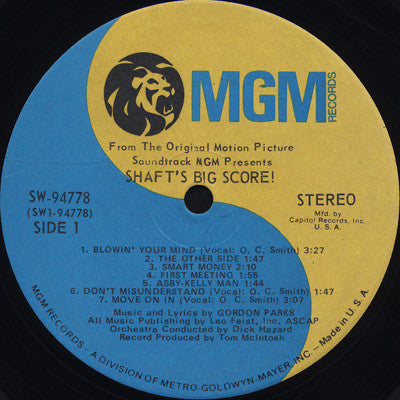 MGM
RECORDS
From The Original Motion Picture
Soundtrack MGM Presents
SHAFT'S BIG SCORE!
SW-94778
(SW1-94778)
SIDE 1
STEREO
Mfd. by
Capitol Records, Inc.
U. S. A.
1. BLOWIN' YOUR MIND (Vocal: O. C. Smith) 3:27
2. THE OTHER SIDE 1:47
3. SMART MONEY 2:10
4. FIRST MEETING 1:55
5. ASBY-KELLY MAN 1:44
6. DON'T MISUNDERSTAND (Vocal: O. C. Smith) 1:47
7. MOVE ON IN (Vocal: O. C. Smith) 3:07
Music and Lyrics by GORDON PARKS
All Music Publishing by Leo Feist, Inc, ASCAP
Orchestra Conducted by Dick Hazard
Record Produced by Tom McIntosh
MGM RECORDS - A DIVISION OF METRO-GOLDWYN-MAYER, INC. - Made in U. S. A.